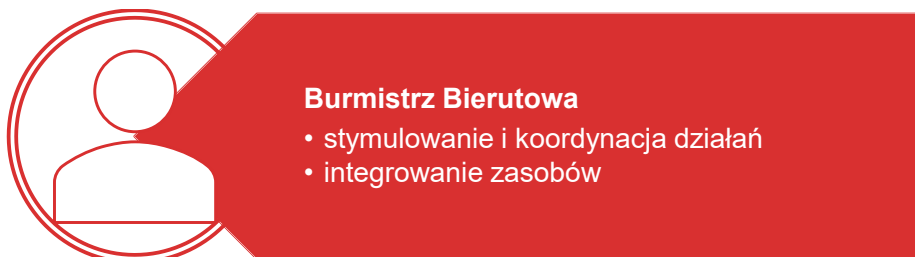 Burmistrz Bierutowa
• stymulowanie i koordynacja działań
• integrowanie zasobów